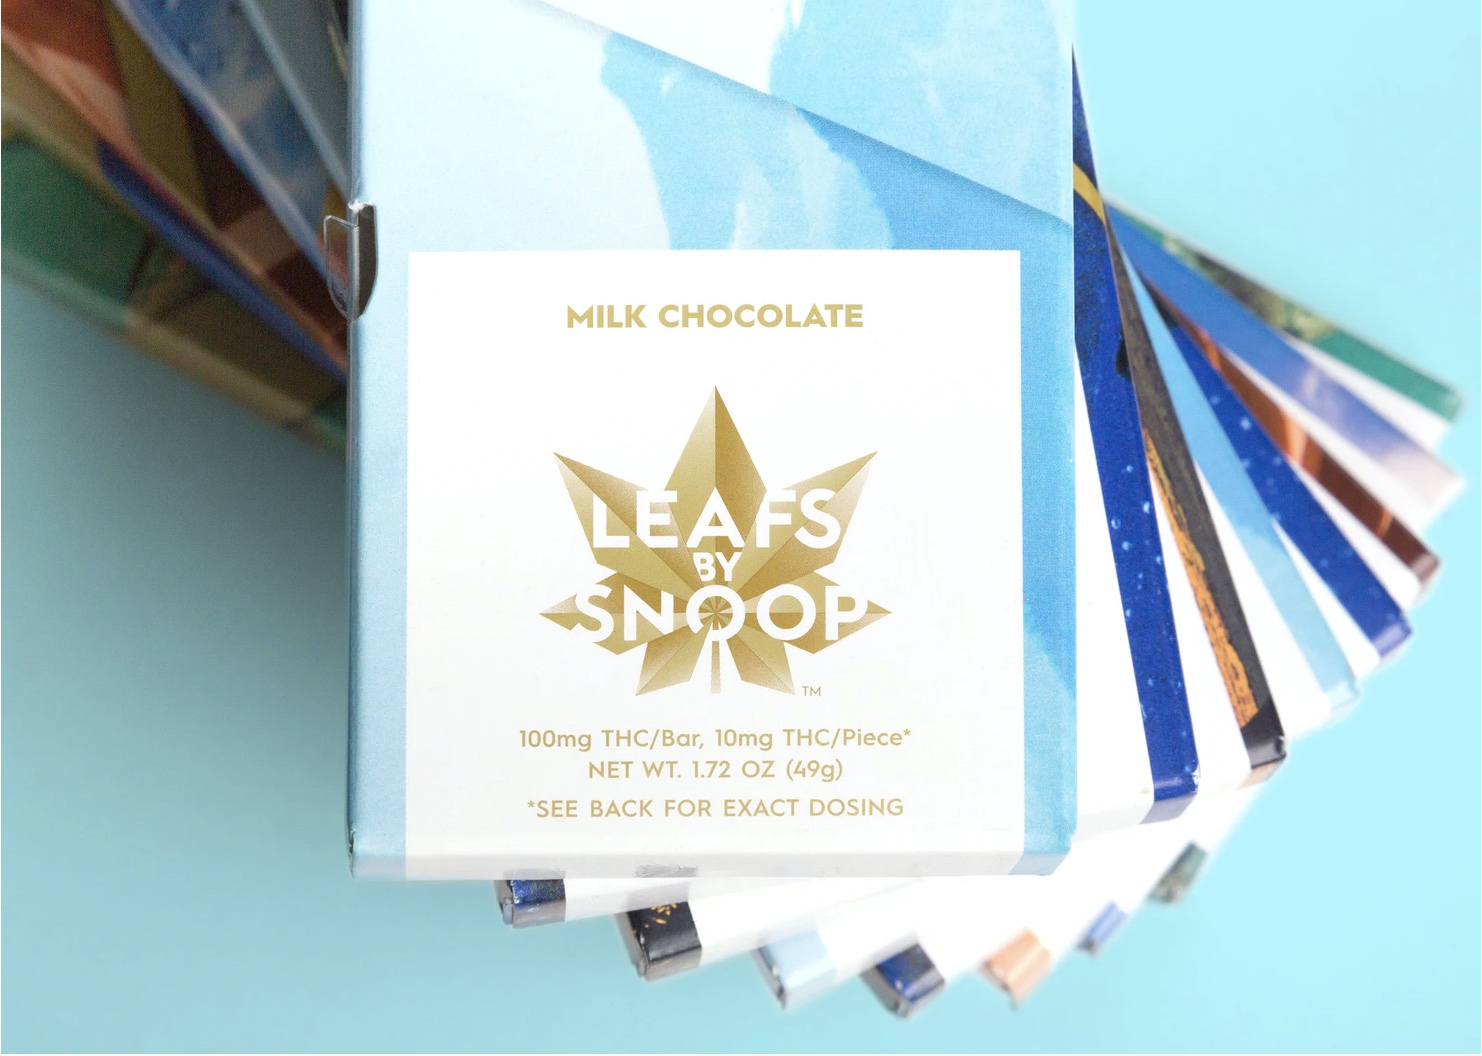 MILK CHOCOLATE
LEAFS
BY
SNOOP
TM
100mg THC/Bar, 10mg THC/Piece*
NET WT. 1.72 OZ (49g)
*SEE BACK FOR EXACT DOSING